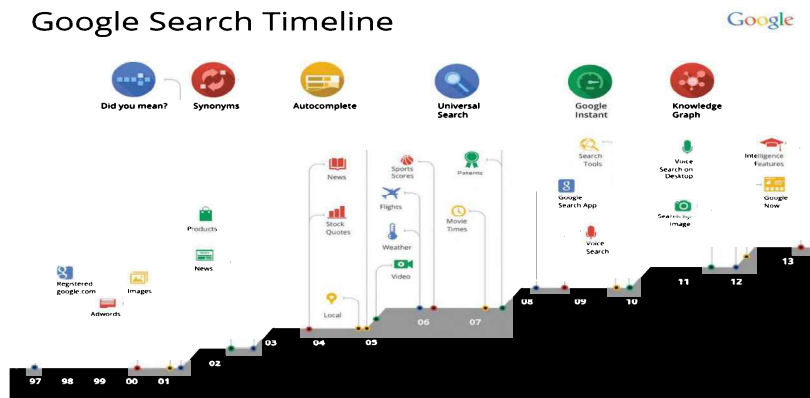 Google Search Timeline
Google
Did you mean?
Synonyms
Autocomplete
Universal
Search
Google
Instant
Knowledge
Graph
News
Sports
Scores
Patents
Search
Tools
Voice
Search on
Desktop
Intelligence
Features
Flights
Google
Search App
Google
Now
Products
Stock
Quotes
Movie
Times
Search by
Image
News
Weather
Voice
Search
Video
Registered
google.com
Images
Adwords
Local
97
98
99
00
01
02
03
04
05
06
07
08
09
10
11
12
13